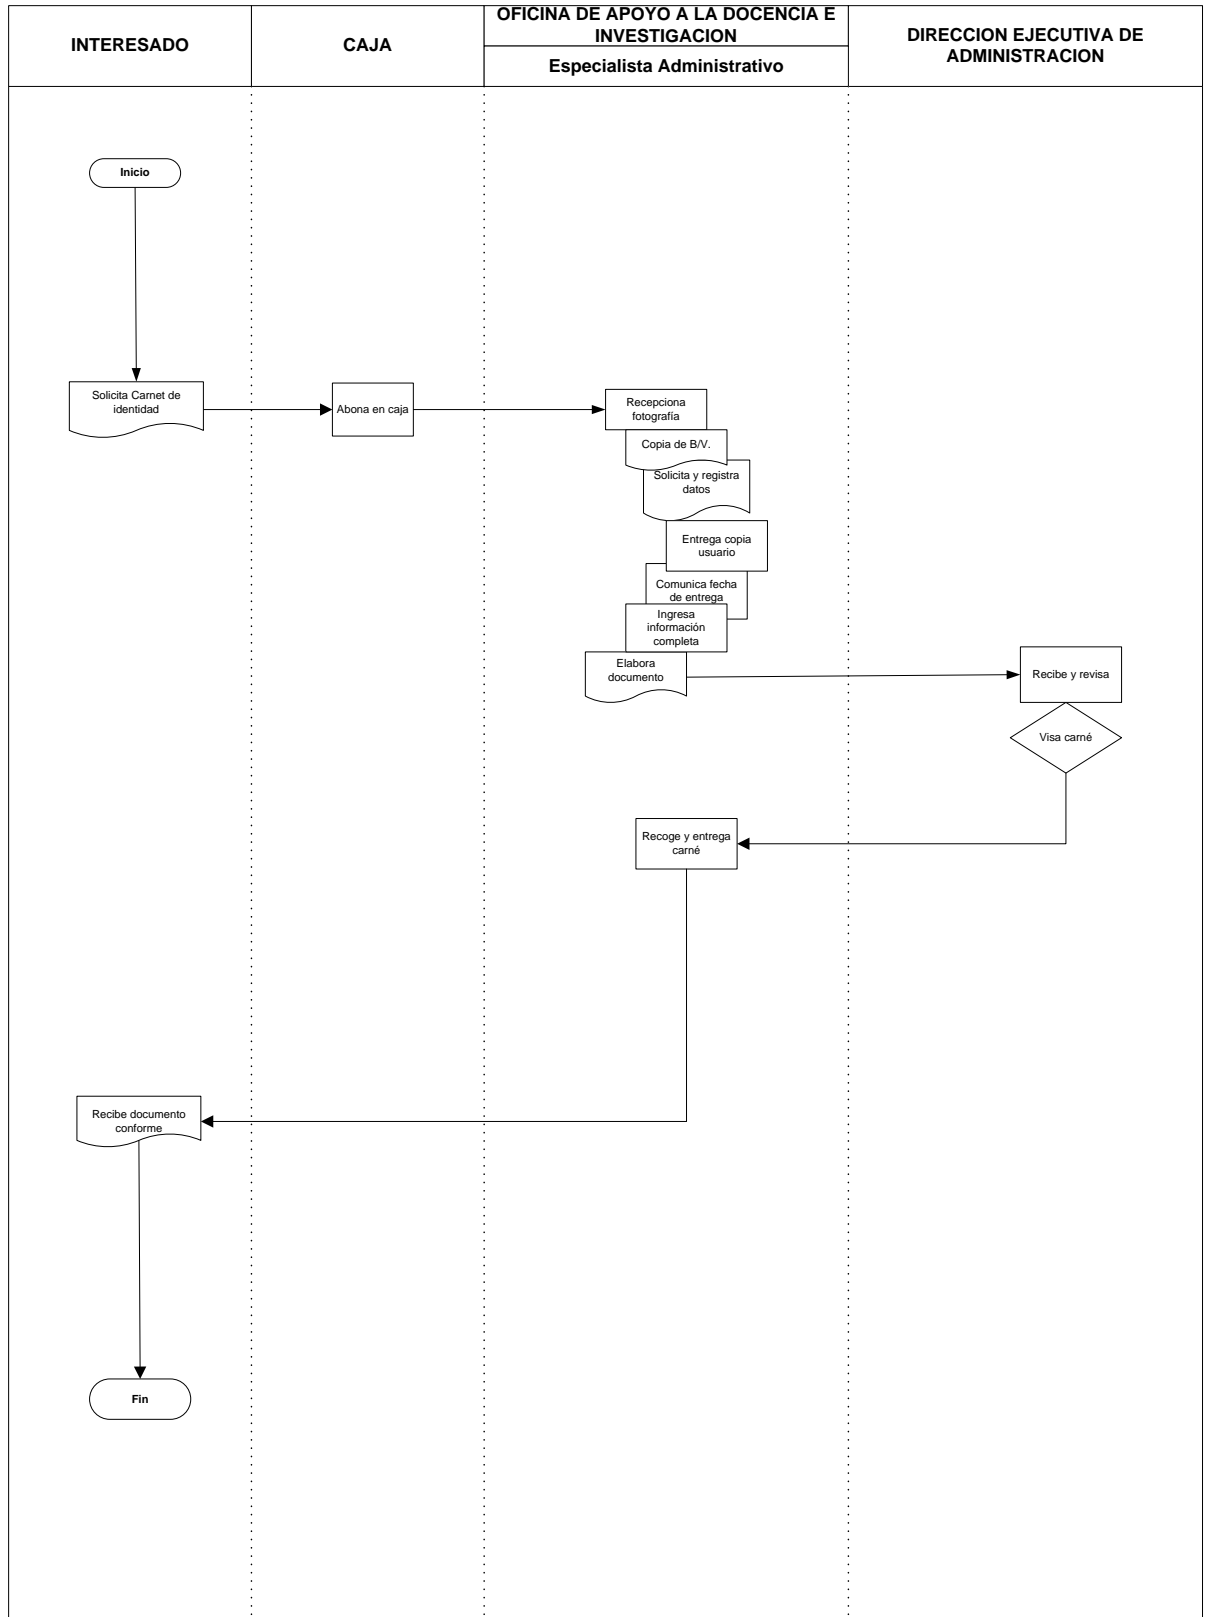 INTERESADO
CAJA
OFICINA DE APOYO A LA DOCENCIA E
INVESTIGACION
Especialista Administrativo
DIRECCION EJECUTIVA DE
ADMINISTRACION
Inicio
Solicita Carnet de
identidad
Abona en caja
Recepciona
fotografía
Copia de B/V.
Solicita y registra
datos
Entrega copia
usuario
Comunica fecha
de entrega
Ingresa
información
completa
Elabora
documento
Recibe y revisa
Visa carné
Recoge y entrega
carné
Recibe documento
conforme
Fin